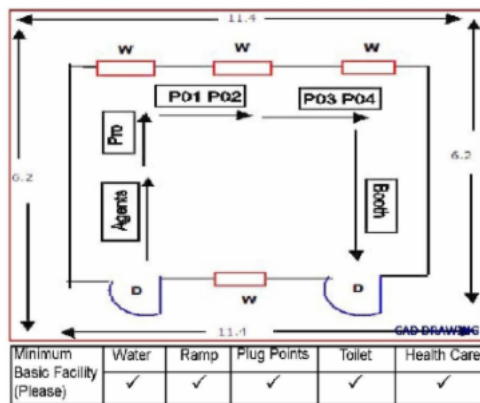 11.4
W W W
P01 P02 P03 P04
Pro
6.2 6.2
Agents Booth
D D
W
11.4 CAD DRAWING
Minimum Basic Facility (Please) Water Ramp Plug Points Toilet Health Care
✓ ✓ ✓ ✓ ✓